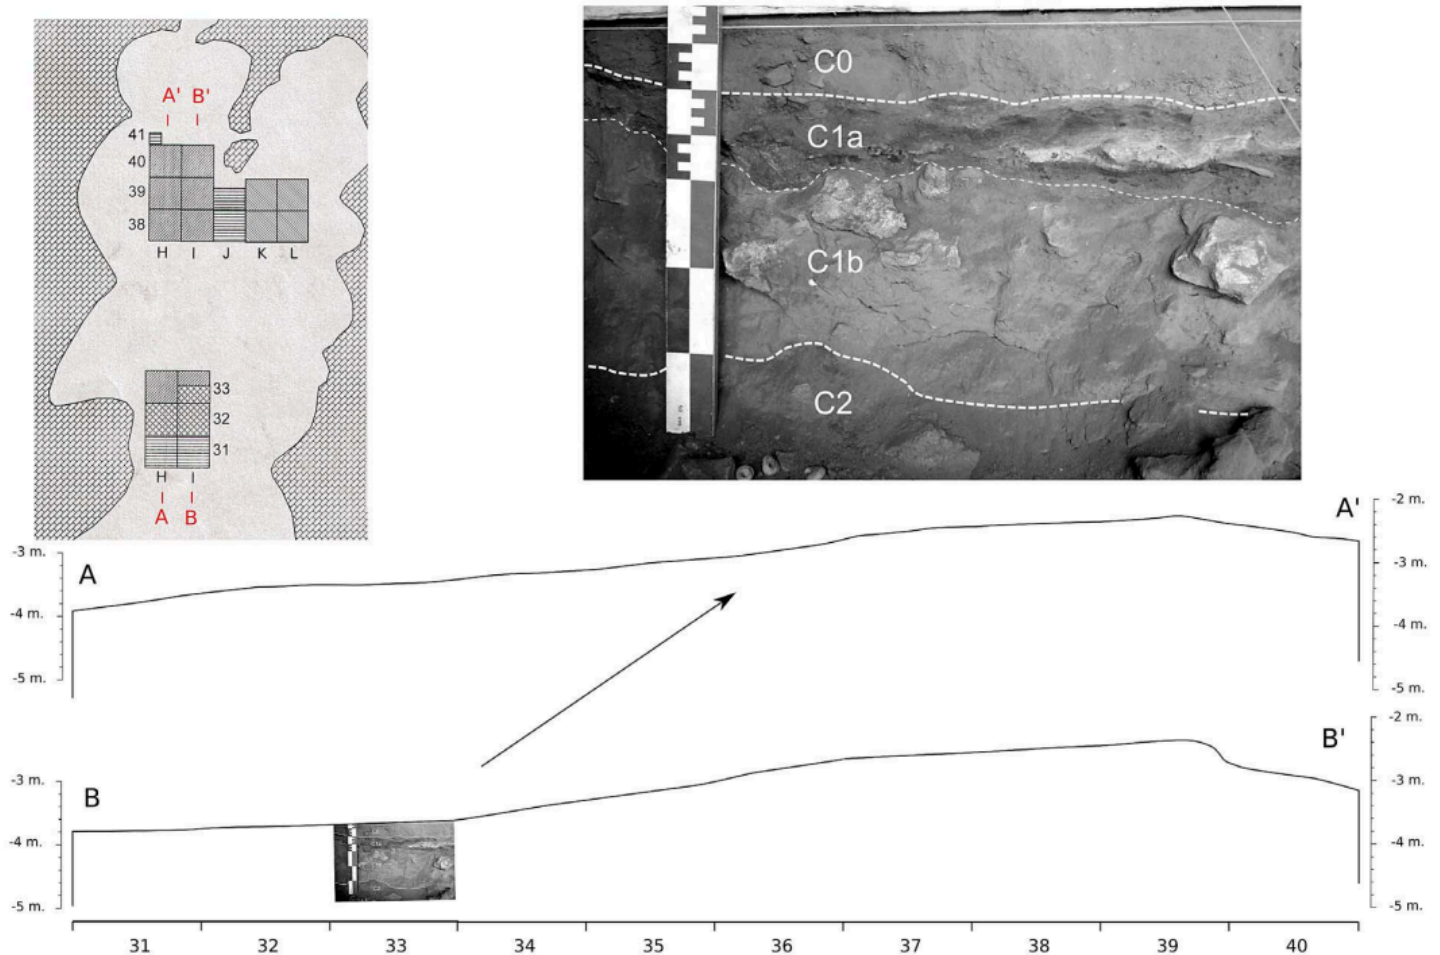 A' B'
41
40
39
38
H I J K L
33
32
31
H I
A B
C0
C1a
C1b
C2
A
A'
-3 m.
-4 m.
-5 m.
-2 m.
-3 m.
-4 m.
-5 m.
B
B'
-3 m.
-4 m.
-5 m.
-2 m.
-3 m.
-4 m.
-5 m.
31 32 33 34 35 36 37 38 39 40